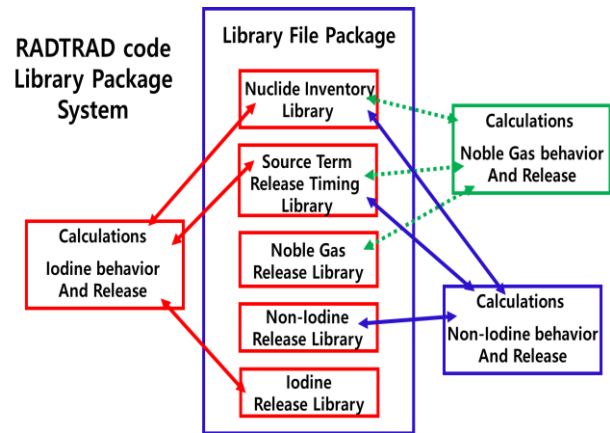 RADTRAD code
Library Package
System
Library File Package
Nuclide Inventory
Library
Source Term
Release Timing
Library
Noble Gas
Release Library
Non-Iodine
Release Library
Iodine
Release Library
Calculations
Iodine behavior
And Release
Calculations
Noble Gas behavior
And Release
Calculations
Non-Iodine behavior
And Release